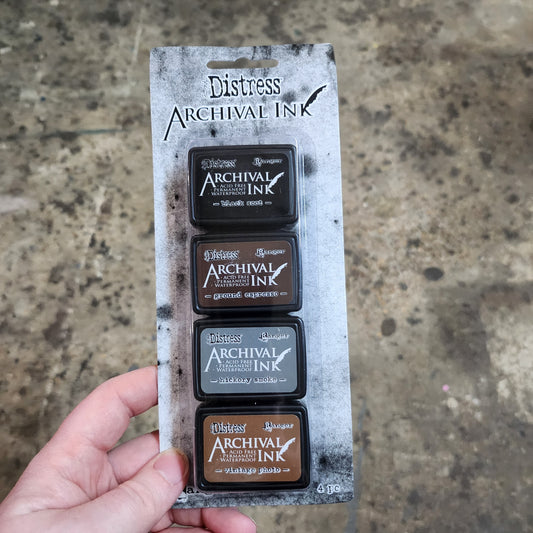 Distress
Archival Ink
Distress Ranger
Archival Ink
• Acid Free
• Permanent
• Waterproof
— black soot —
Distress Ranger
Archival Ink
• Acid Free
• Permanent
• Waterproof
— ground espresso —
Distress Ranger
Archival Ink
• Acid Free
• Permanent
• Waterproof
— hickory smoke —
Distress Ranger
Archival Ink
• Acid Free
• Permanent
• Waterproof
— vintage photo —
4 pc